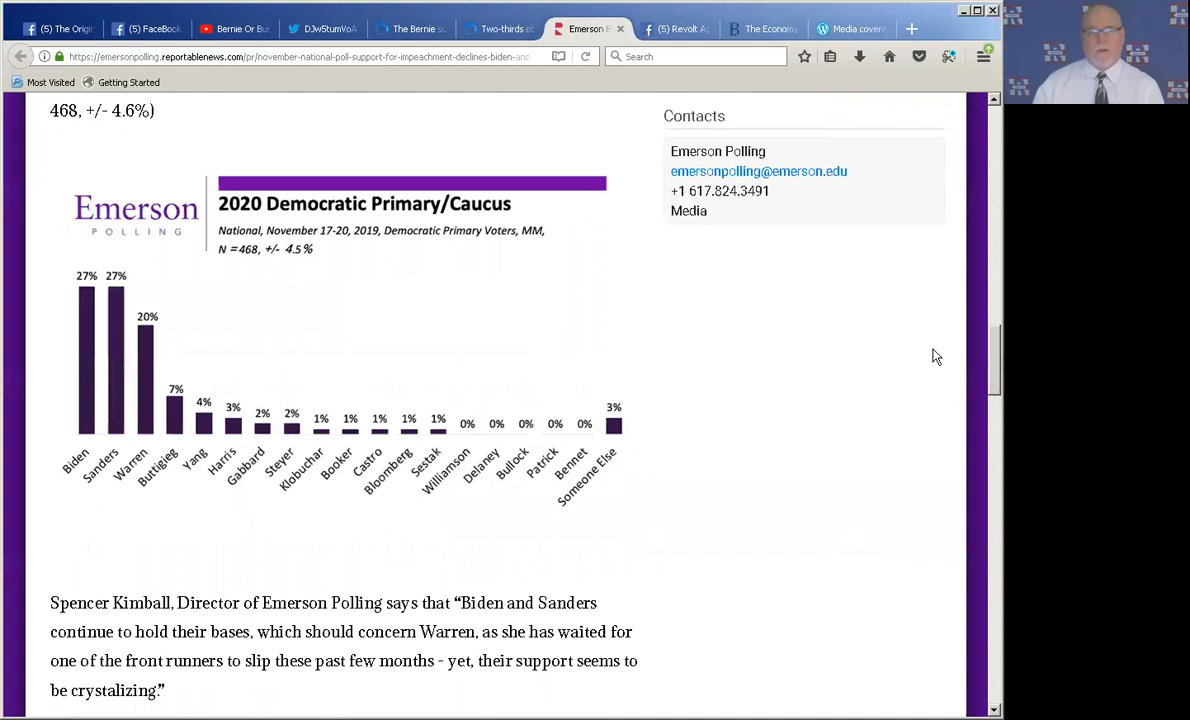 (5) The Origin
(5) FaceBook
Bernie Or Bus
DJw5tumVoA
The Bernie su
Two-thirds of
Emerson P
(5) Revolt Ag
The Economy
Media covera
https://emersonpolling.reportablenews.com/pr/november-national-poll-support-for-impeachment-declines-biden-and-
Search
Most Visited
Getting Started
468, +/- 4.6%)
Contacts
Emerson Polling
emersonpolling@emerson.edu
+1 617.824.3491
Media
Emerson
POLLING
2020 Democratic Primary/Caucus
National, November 17-20, 2019, Democratic Primary Voters, MM,
N =468, +/- 4.5%
27% 27% 20% 7% 4% 3% 2% 2% 1% 1% 1% 1% 1% 0% 0% 0% 0% 0% 3%
Biden Sanders Warren Buttigieg Yang Harris Gabbard Steyer Klobuchar Booker Castro Bloomberg Sestak Williamson Delaney Bullock Patrick Bennet Someone Else
Spencer Kimball, Director of Emerson Polling says that “Biden and Sanders
continue to hold their bases, which should concern Warren, as she has waited for
one of the front runners to slip these past few months - yet, their support seems to
be crystalizing.”